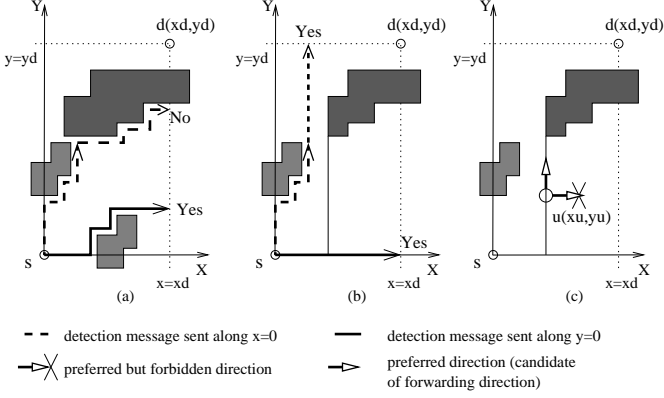 Y
d(xd,yd)
y=yd
No
Yes
s
X
x=xd
(a)
Y
Yes
d(xd,yd)
y=yd
Yes
s
X
x=xd
(b)
Y
d(xd,yd)
y=yd
u(xu,yu)
s
X
x=xd
(c)
detection message sent along x=0
detection message sent along y=0
preferred but forbidden direction
preferred direction (candidate
of forwarding direction)